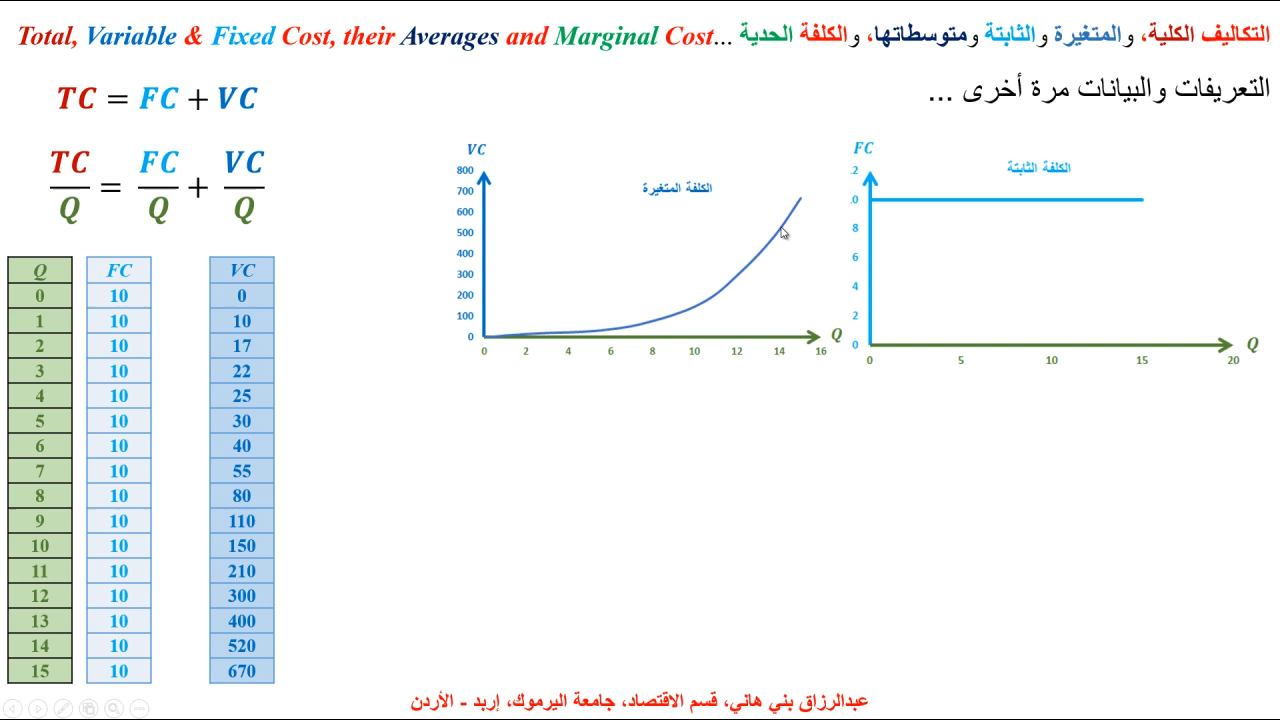 Total, Variable & Fixed Cost, their Averages and Marginal Cost... التكاليف الكلية، والمتغيرة والثابتة ومتوسطاتها، والكلفة الحدية
التعريفات والبيانات مرة أخرى ...
TC = FC + VC
TC/Q = FC/Q + VC/Q
Q FC VC
0 10 0
1 10 10
2 10 17
3 10 22
4 10 25
5 10 30
6 10 40
7 10 55
8 10 80
9 10 110
10 10 150
11 10 210
12 10 300
13 10 400
14 10 520
15 10 670
VC
الكلفة المتغيرة
800
700
600
500
400
300
200
100
0
0 2 4 6 8 10 12 14 16
Q
FC
الكلفة الثابتة
.2
.0
8
6
4
2
0
0 5 10 15 20
Q
عبدالرزاق بني هاني، قسم الاقتصاد، جامعة اليرموك، إربد - الأردن